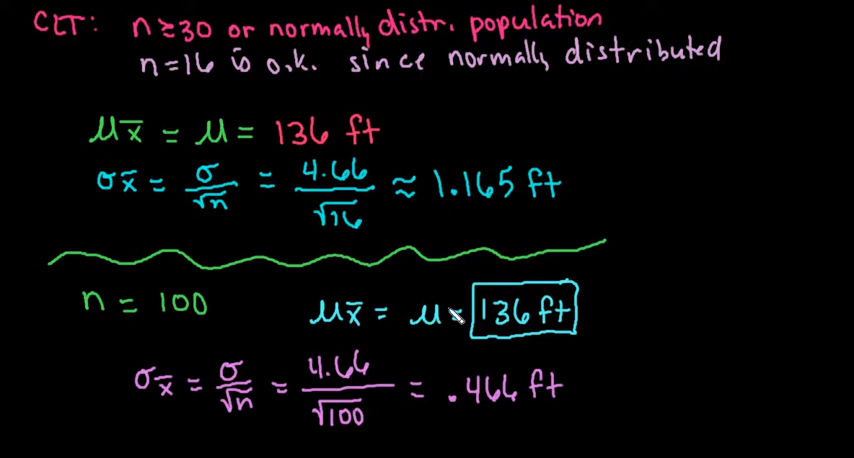 CLT: n ≥ 30 or normally distr. population
n = 16 is o.k. since normally distributed
μx̄ = μ = 136 ft
σx̄ = σ/√n = 4.66/√16 ≈ 1.165 ft
n = 100
μx̄ = μ = 136 ft
σx̄ = σ/√n = 4.66/√100 = .466 ft